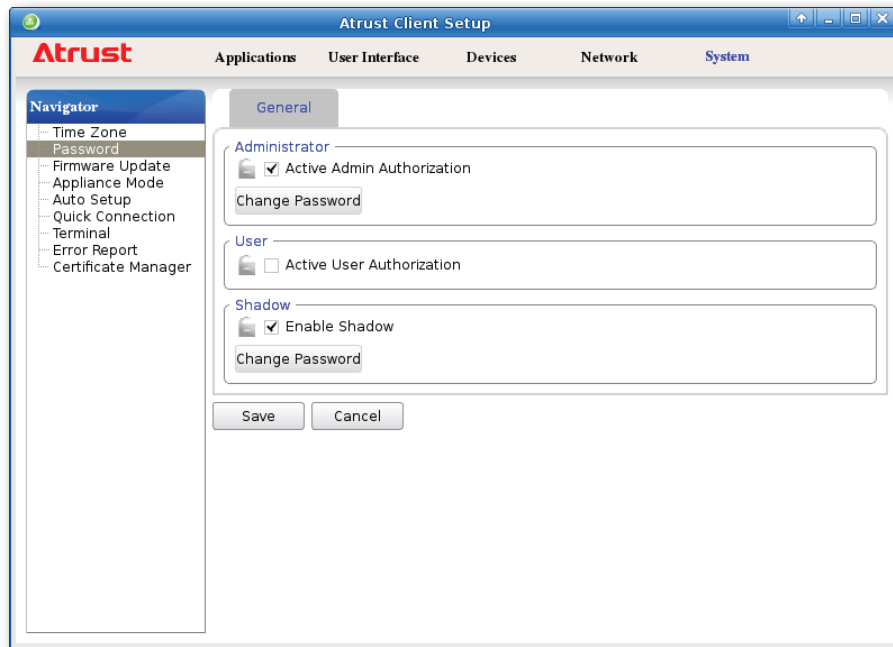 Atrust Client Setup
Atrust Applications User Interface Devices Network System
Navigator
Time Zone
Password
Firmware Update
Appliance Mode
Auto Setup
Quick Connection
Terminal
Error Report
Certificate Manager
General
Administrator
Active Admin Authorization
Change Password
User
Active User Authorization
Shadow
Enable Shadow
Change Password
Save Cancel